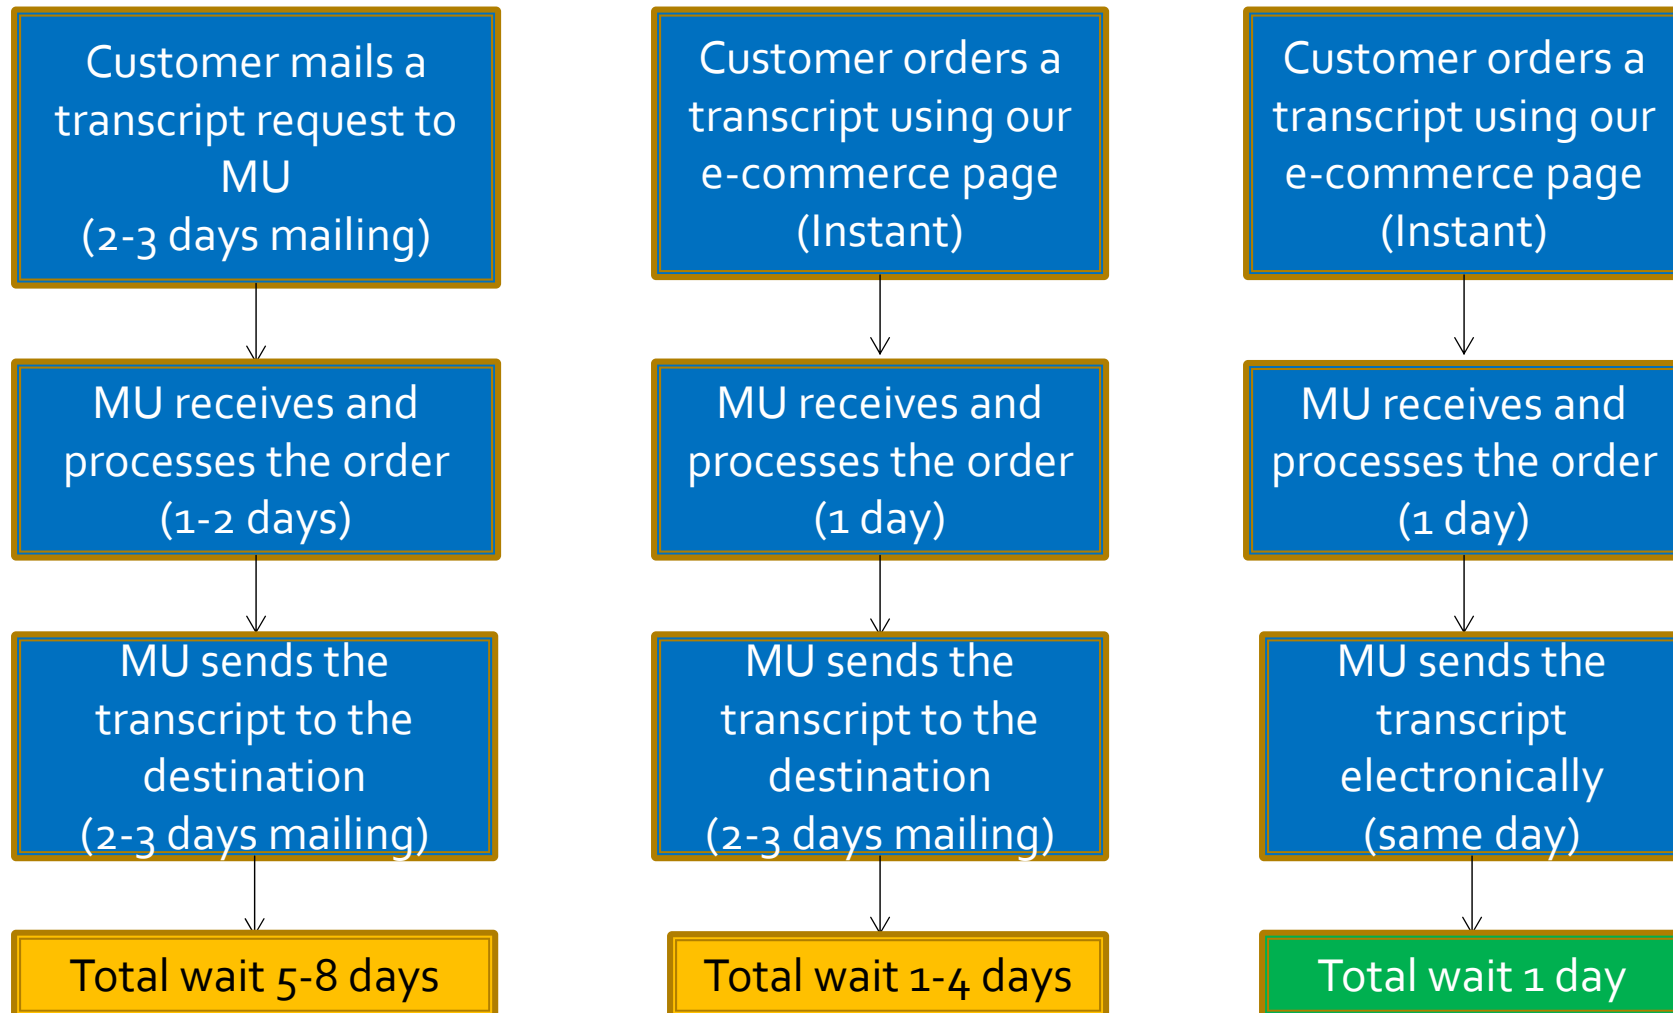 Customer mails a
transcript request to
MU
(2-3 days mailing)
MU receives and
processes the order
(1-2 days)
MU sends the
transcript to the
destination
(2-3 days mailing)
Total wait 5-8 days
Customer orders a
transcript using our
e-commerce page
(Instant)
MU receives and
processes the order
(1 day)
MU sends the
transcript to the
destination
(2-3 days mailing)
Total wait 1-4 days
Customer orders a
transcript using our
e-commerce page
(Instant)
MU receives and
processes the order
(1 day)
MU sends the
transcript
electronically
(same day)
Total wait 1 day